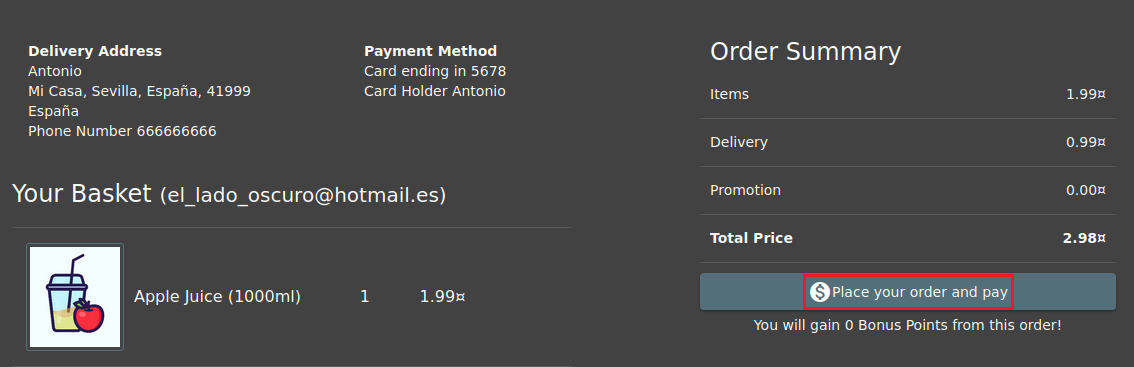 Delivery Address
Antonio
Mi Casa, Sevilla, España, 41999
España
Phone Number 666666666
Payment Method
Card ending in 5678
Card Holder Antonio
Your Basket (el_lado_oscuro@hotmail.es)
Apple Juice (1000ml) 1 1.99¤
Order Summary
Items 1.99¤
Delivery 0.99¤
Promotion 0.00¤
Total Price 2.98¤
Place your order and pay
You will gain 0 Bonus Points from this order!